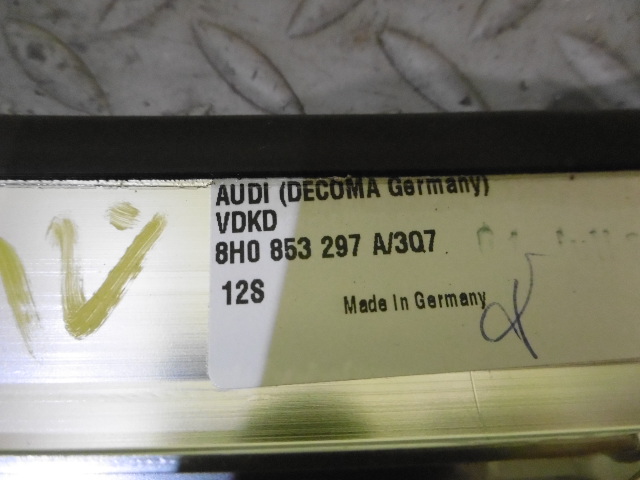 AUDI (DECOMA Germany)
VDKD
8H0 853 297 A/3Q7
12S
Made In Germany